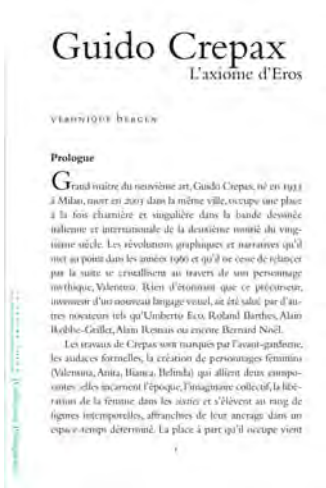 Guido Crepax
L'axiome d'Eros
VÉRONIQUE BERGEN
Prologue
Grand maître du neuvième art, Guido Crepax, né en 1933
à Milan, mort en 2003 dans la même ville, occupe une place
à la fois charnière et singulière dans la bande dessinée
italienne et internationale de la deuxième moitié du ving-
tième siècle. Les révolutions graphiques et narratives qu'il
met au point dans les années 1960 et qu'il ne cesse de relancer
par la suite se cristallisent au travers de son personnage
mythique, Valentina. Rien d'étonnant que ce précurseur,
inventeur d'un nouveau langage visuel, ait été salué par d'au-
tres novateurs tels qu'Umberto Eco, Roland Barthes, Alain
Robbe-Grillet, Alain Resnais ou encore Bernard Noël.
Les travaux de Crepax sont marqués par l'avant-gardisme,
les audaces formelles, la création de personnages féminins
(Valentina, Anita, Bianca, Belinda) qui allient deux compo-
santes : elles incarnent l'époque, l'imaginaire collectif, la libé-
ration de la femme dans les sixties et s'élèvent au rang de
figures intemporelles, affranchies de leur ancrage dans un
espace-temps déterminé. La place à part qu'il occupe vient